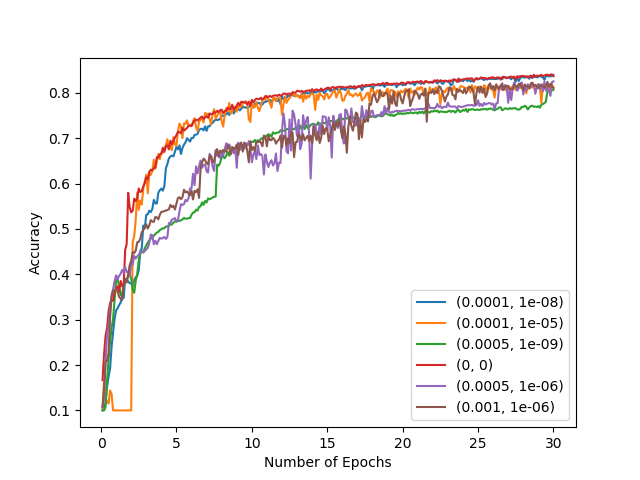 0.8
0.7
0.6
0.5
0.4
0.3
0.2
0.1
Accuracy
0 5 10 15 20 25 30
Number of Epochs
(0.0001, 1e-08)
(0.0001, 1e-05)
(0.0005, 1e-09)
(0, 0)
(0.0005, 1e-06)
(0.001, 1e-06)